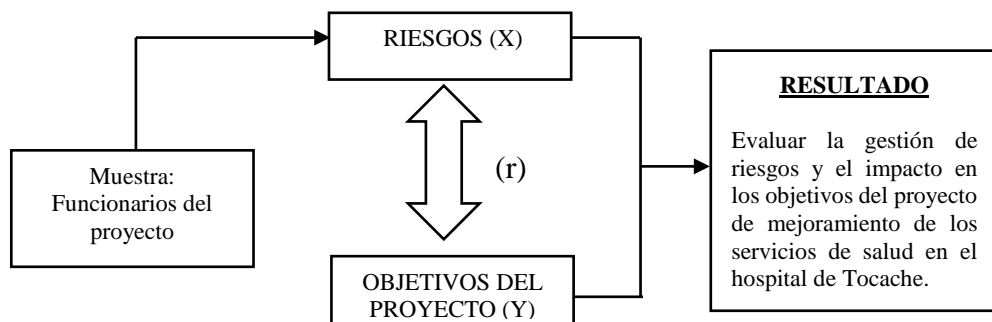 RIESGOS (X)
RESULTADO
Evaluar la gestión de
riesgos y el impacto en
los objetivos del proyecto
de mejoramiento de los
servicios de salud en el
hospital de Tocache.
Muestra:
Funcionarios del
proyecto
(r)
OBJETIVOS DEL
PROYECTO (Y)